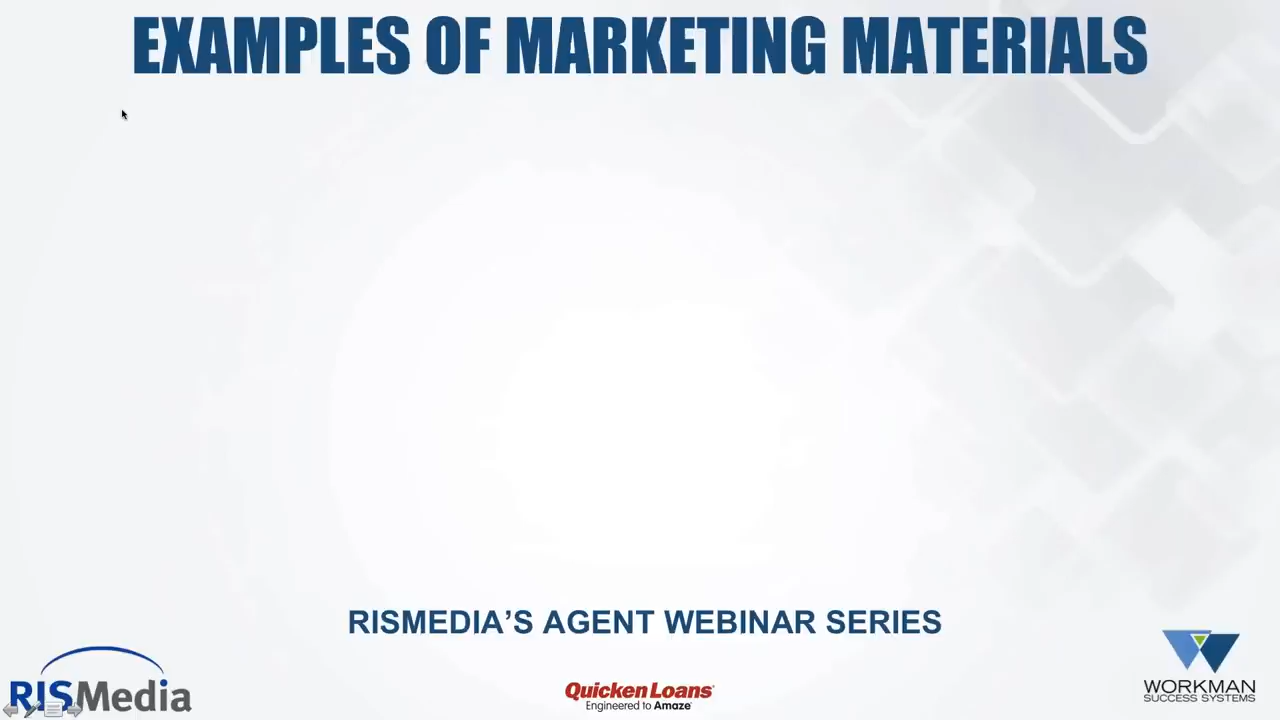 EXAMPLES OF MARKETING MATERIALS
RISMEDIA’S AGENT WEBINAR SERIES
RISMedia
Quicken Loans
Engineered to Amaze
WORKMAN
SUCCESS SYSTEMS